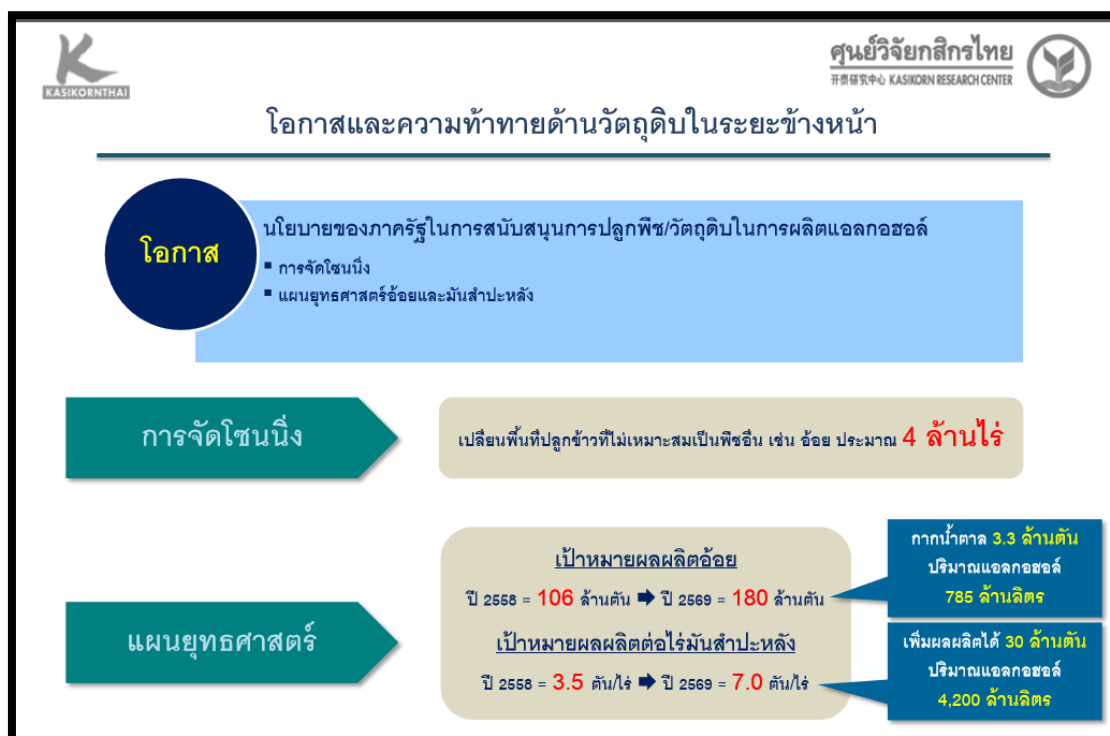 KASIKORNTHAI
ศูนย์วิจัยกสิกรไทย
开泰研究中心 KASIKORN RESEARCH CENTER
โอกาสและความท้าทายด้านวัตถุดิบในระยะข้างหน้า
โอกาส
นโยบายของภาครัฐในการสนับสนุนการปลูกพืช/วัตถุดิบในการผลิตแอลกอฮอล์
▪ การจัดโซนนิ่ง
▪ แผนยุทธศาสตร์อ้อยและมันสำปะหลัง
การจัดโซนนิ่ง
เปลี่ยนพื้นที่ปลูกข้าวที่ไม่เหมาะสมเป็นพืชอื่น เช่น อ้อย ประมาณ 4 ล้านไร่
แผนยุทธศาสตร์
เป้าหมายผลผลิตอ้อย
ปี 2558 = 106 ล้านตัน ➡ ปี 2569 = 180 ล้านตัน
เป้าหมายผลผลิตต่อไร่มันสำปะหลัง
ปี 2558 = 3.5 ตัน/ไร่ ➡ ปี 2569 = 7.0 ตัน/ไร่
กากน้ำตาล 3.3 ล้านตัน
ปริมาณแอลกอฮอล์
785 ล้านลิตร
เพิ่มผลผลิตได้ 30 ล้านตัน
ปริมาณแอลกอฮอล์
4,200 ล้านลิตร